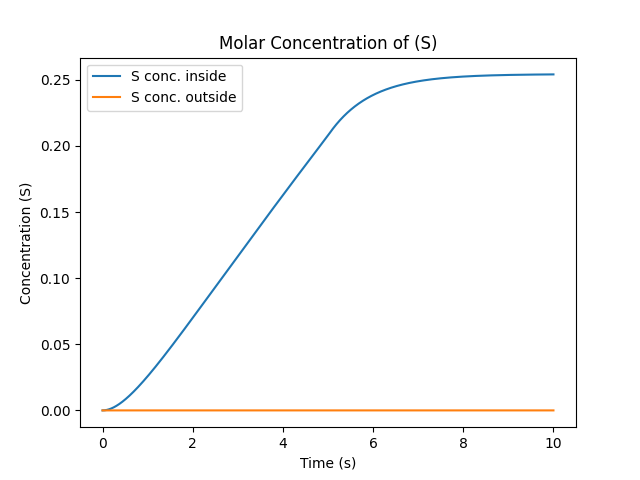 Molar Concentration of (S)
S conc. inside
S conc. outside
Concentration (S)
0.25
0.20
0.15
0.10
0.05
0.00
0 2 4 6 8 10
Time (s)